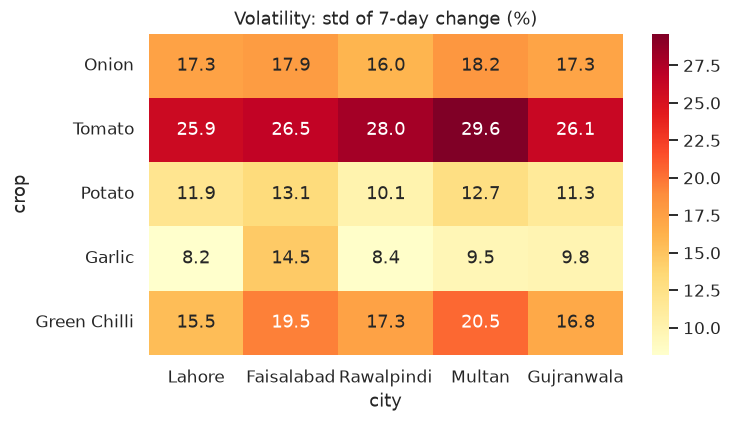 Volatility: std of 7-day change (%)
Onion 17.3 17.9 16.0 18.2 17.3
Tomato 25.9 26.5 28.0 29.6 26.1
Potato 11.9 13.1 10.1 12.7 11.3
Garlic 8.2 14.5 8.4 9.5 9.8
Green Chilli 15.5 19.5 17.3 20.5 16.8
Lahore Faisalabad Rawalpindi Multan Gujranwala
city
crop
27.5
25.0
22.5
20.0
17.5
15.0
12.5
10.0